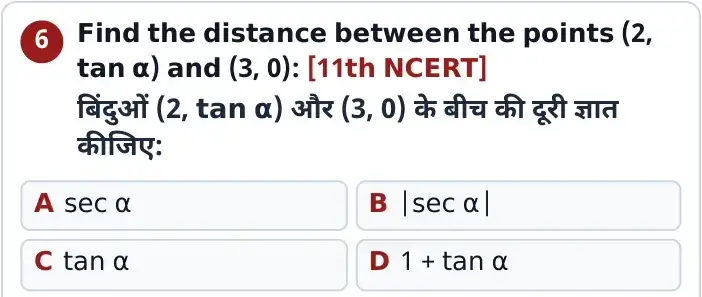 6 Find the distance between the points (2,
tan α) and (3, 0): [11th NCERT]
बिंदुओं (2, tan α) और (3, 0) के बीच की दूरी ज्ञात
कीजिए:
A sec α
B |sec α|
C tan α
D 1 + tan α